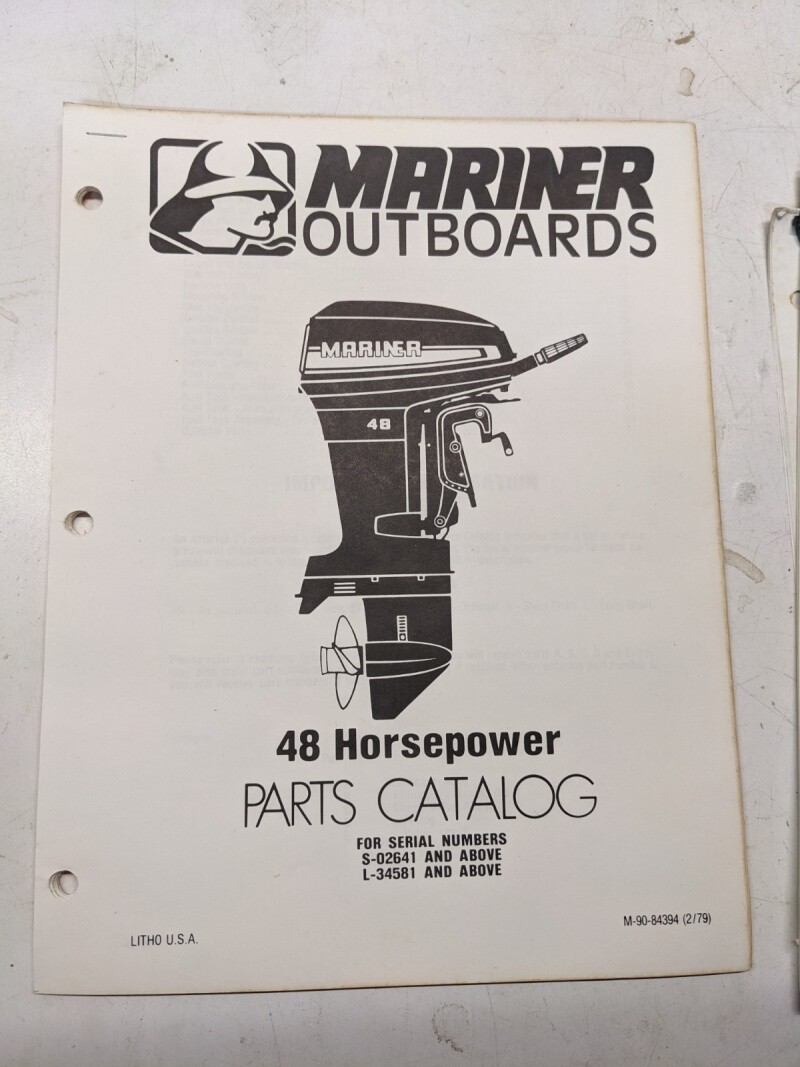 MARINER
OUTBOARDS
MARINER
48
48 Horsepower
PARTS CATALOG
FOR SERIAL NUMBERS
S-02641 AND ABOVE
L-34581 AND ABOVE
M-90-84394 (2/79)
LITHO U.S.A.